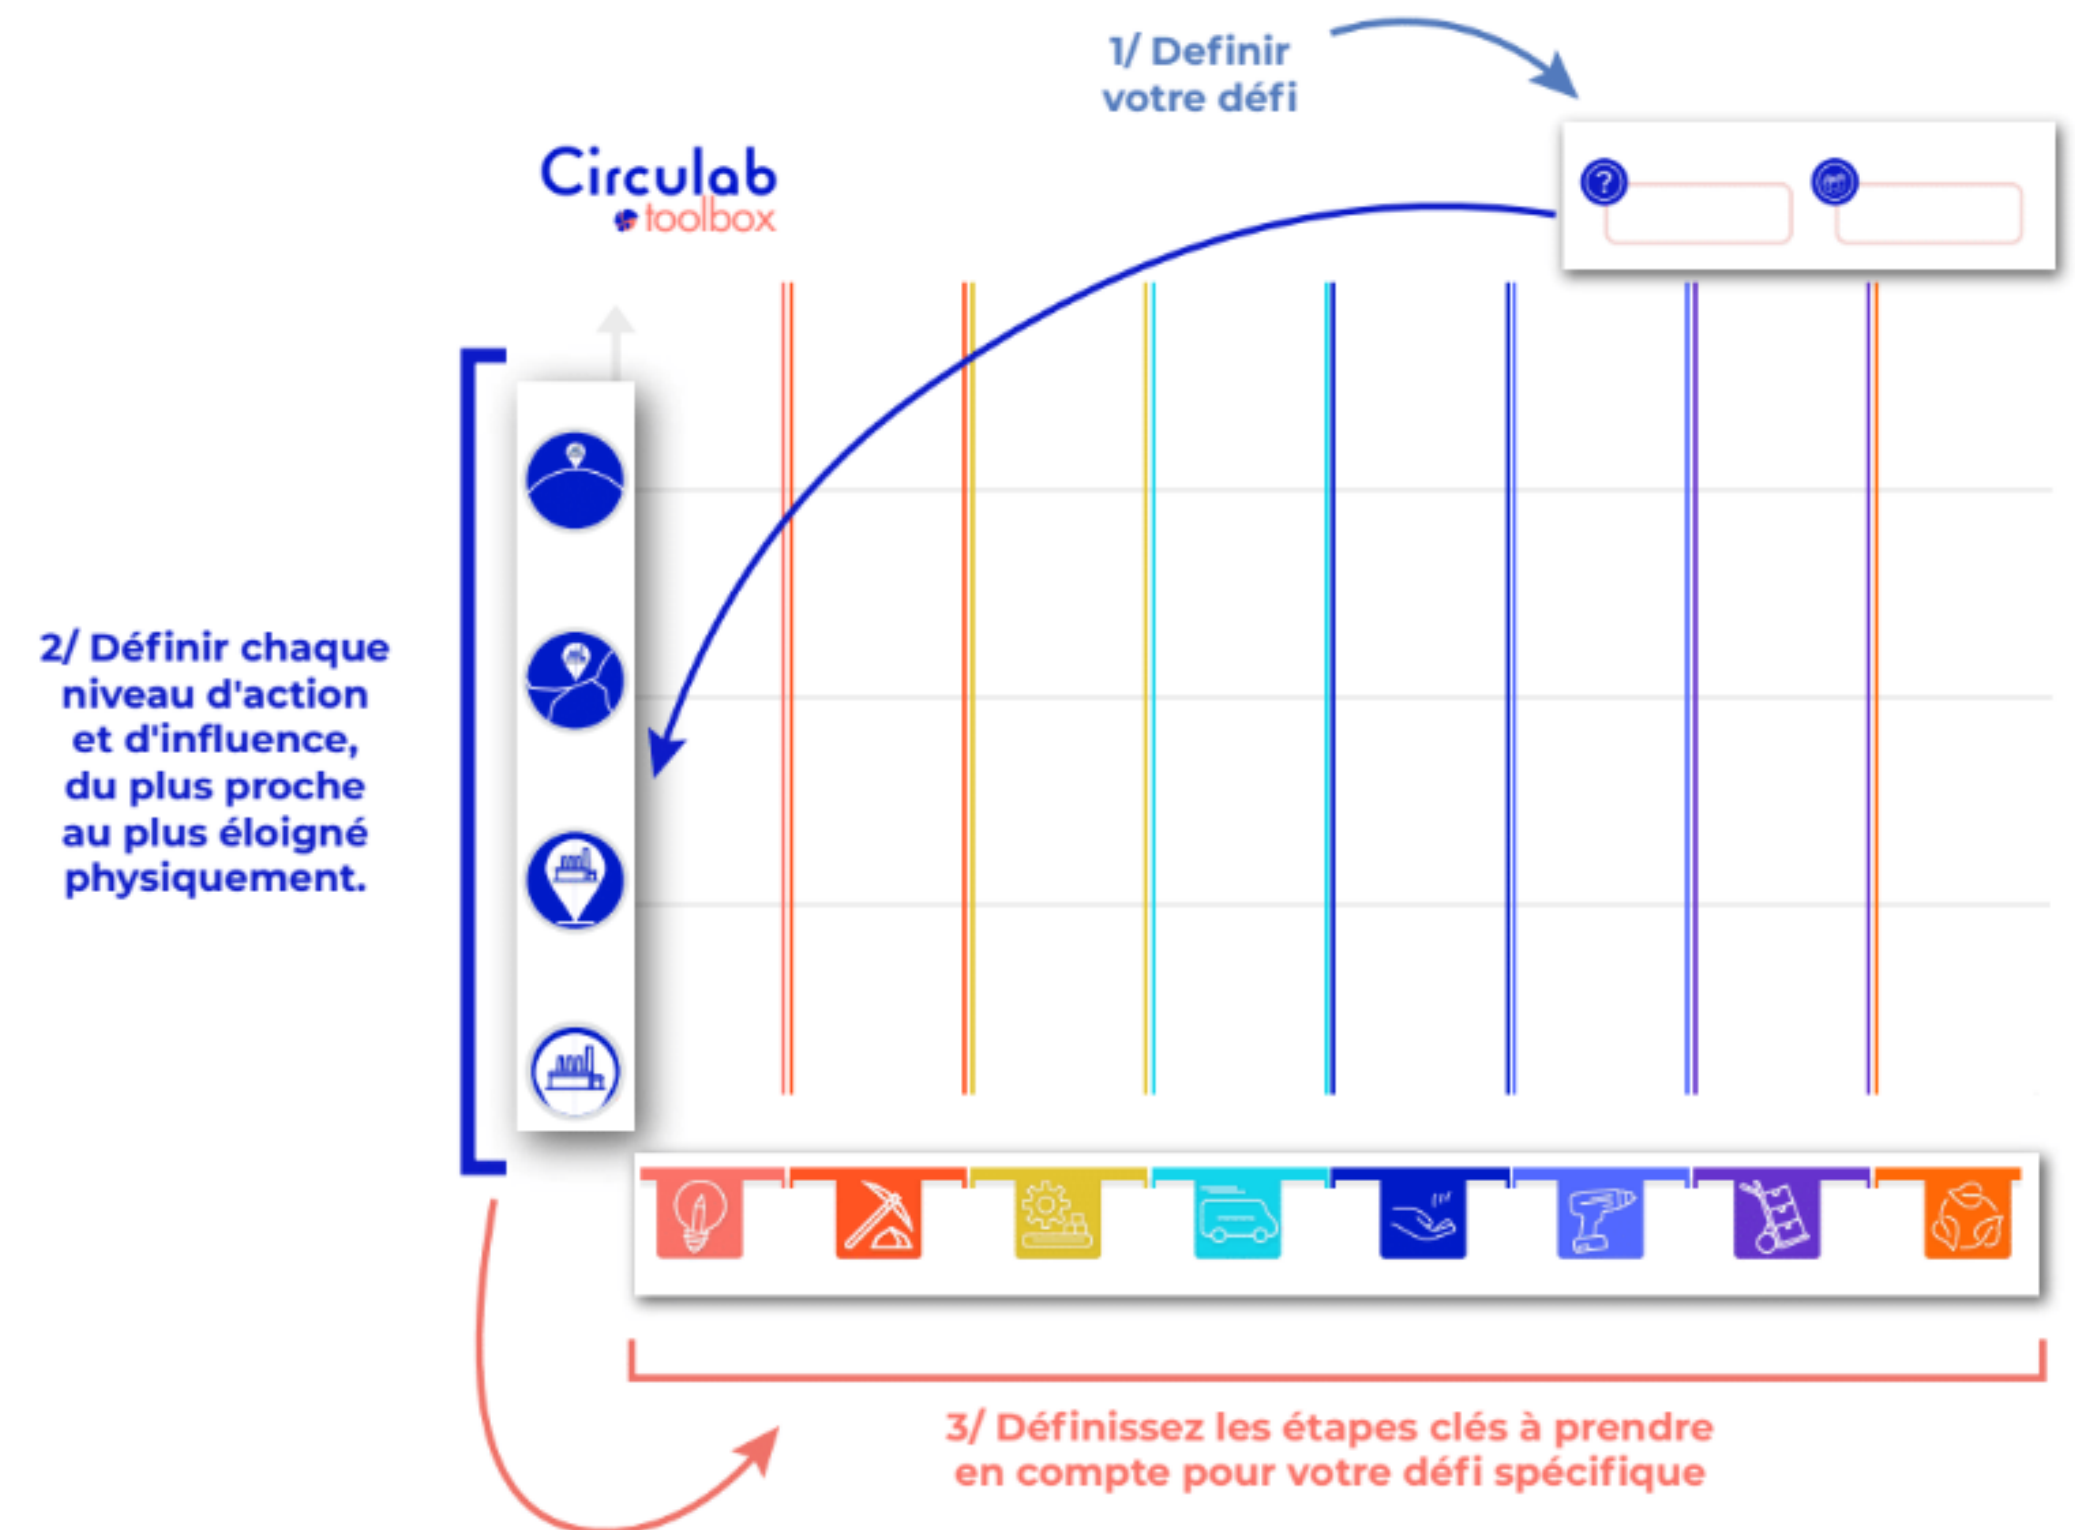 1/ Definir
votre défi
Circulab
toolbox
?
2/ Définir chaque
niveau d'action
et d'influence,
du plus proche
au plus éloigné
physiquement.
3/ Définissez les étapes clés à prendre
en compte pour votre défi spécifique